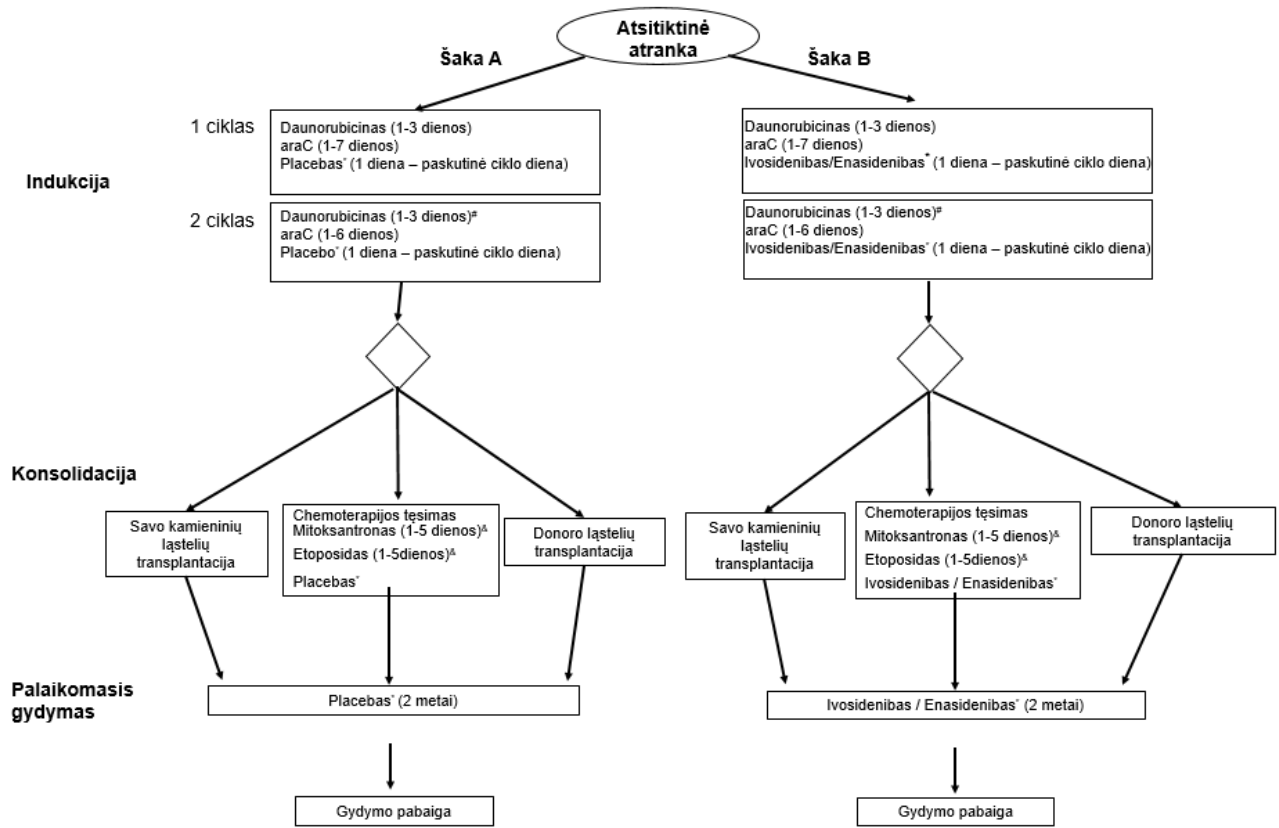 Atsitiktinė
atranka
Šaka A
Šaka B
1 ciklas
Daunorubicinas (1-3 dienos)
araC (1-7 dienos)
Placebas* (1 diena – paskutinė ciklo diena)
Daunorubicinas (1-3 dienos)
araC (1-7 dienos)
Ivosidenibas/Enasidenibas* (1 diena – paskutinė ciklo diena)
Indukcija
2 ciklas
Daunorubicinas (1-3 dienos)#
araC (1-6 dienos)
Placebo* (1 diena – paskutinė ciklo diena)
Daunorubicinas (1-3 dienos)#
araC (1-6 dienos)
Ivosidenibas/Enasidenibas* (1 diena – paskutinė ciklo diena)
Konsolidacija
Savo kamieninių
ląstelių
transplantacija
Chemoterapijos tęsimas
Mitoksantronas (1-5 dienos)&
Etoposidas (1-5dienos)&
Placebas*
Donoro ląstelių
transplantacija
Savo kamieninių
ląstelių
transplantacija
Chemoterapijos tęsimas
Mitoksantronas (1-5 dienos)&
Etoposidas (1-5dienos)&
Ivosidenibas / Enasidenibas*
Donoro ląstelių
transplantacija
Palaikomasis
gydymas
Placebas* (2 metai)
Ivosidenibas / Enasidenibas* (2 metai)
Gydymo pabaiga
Gydymo pabaiga